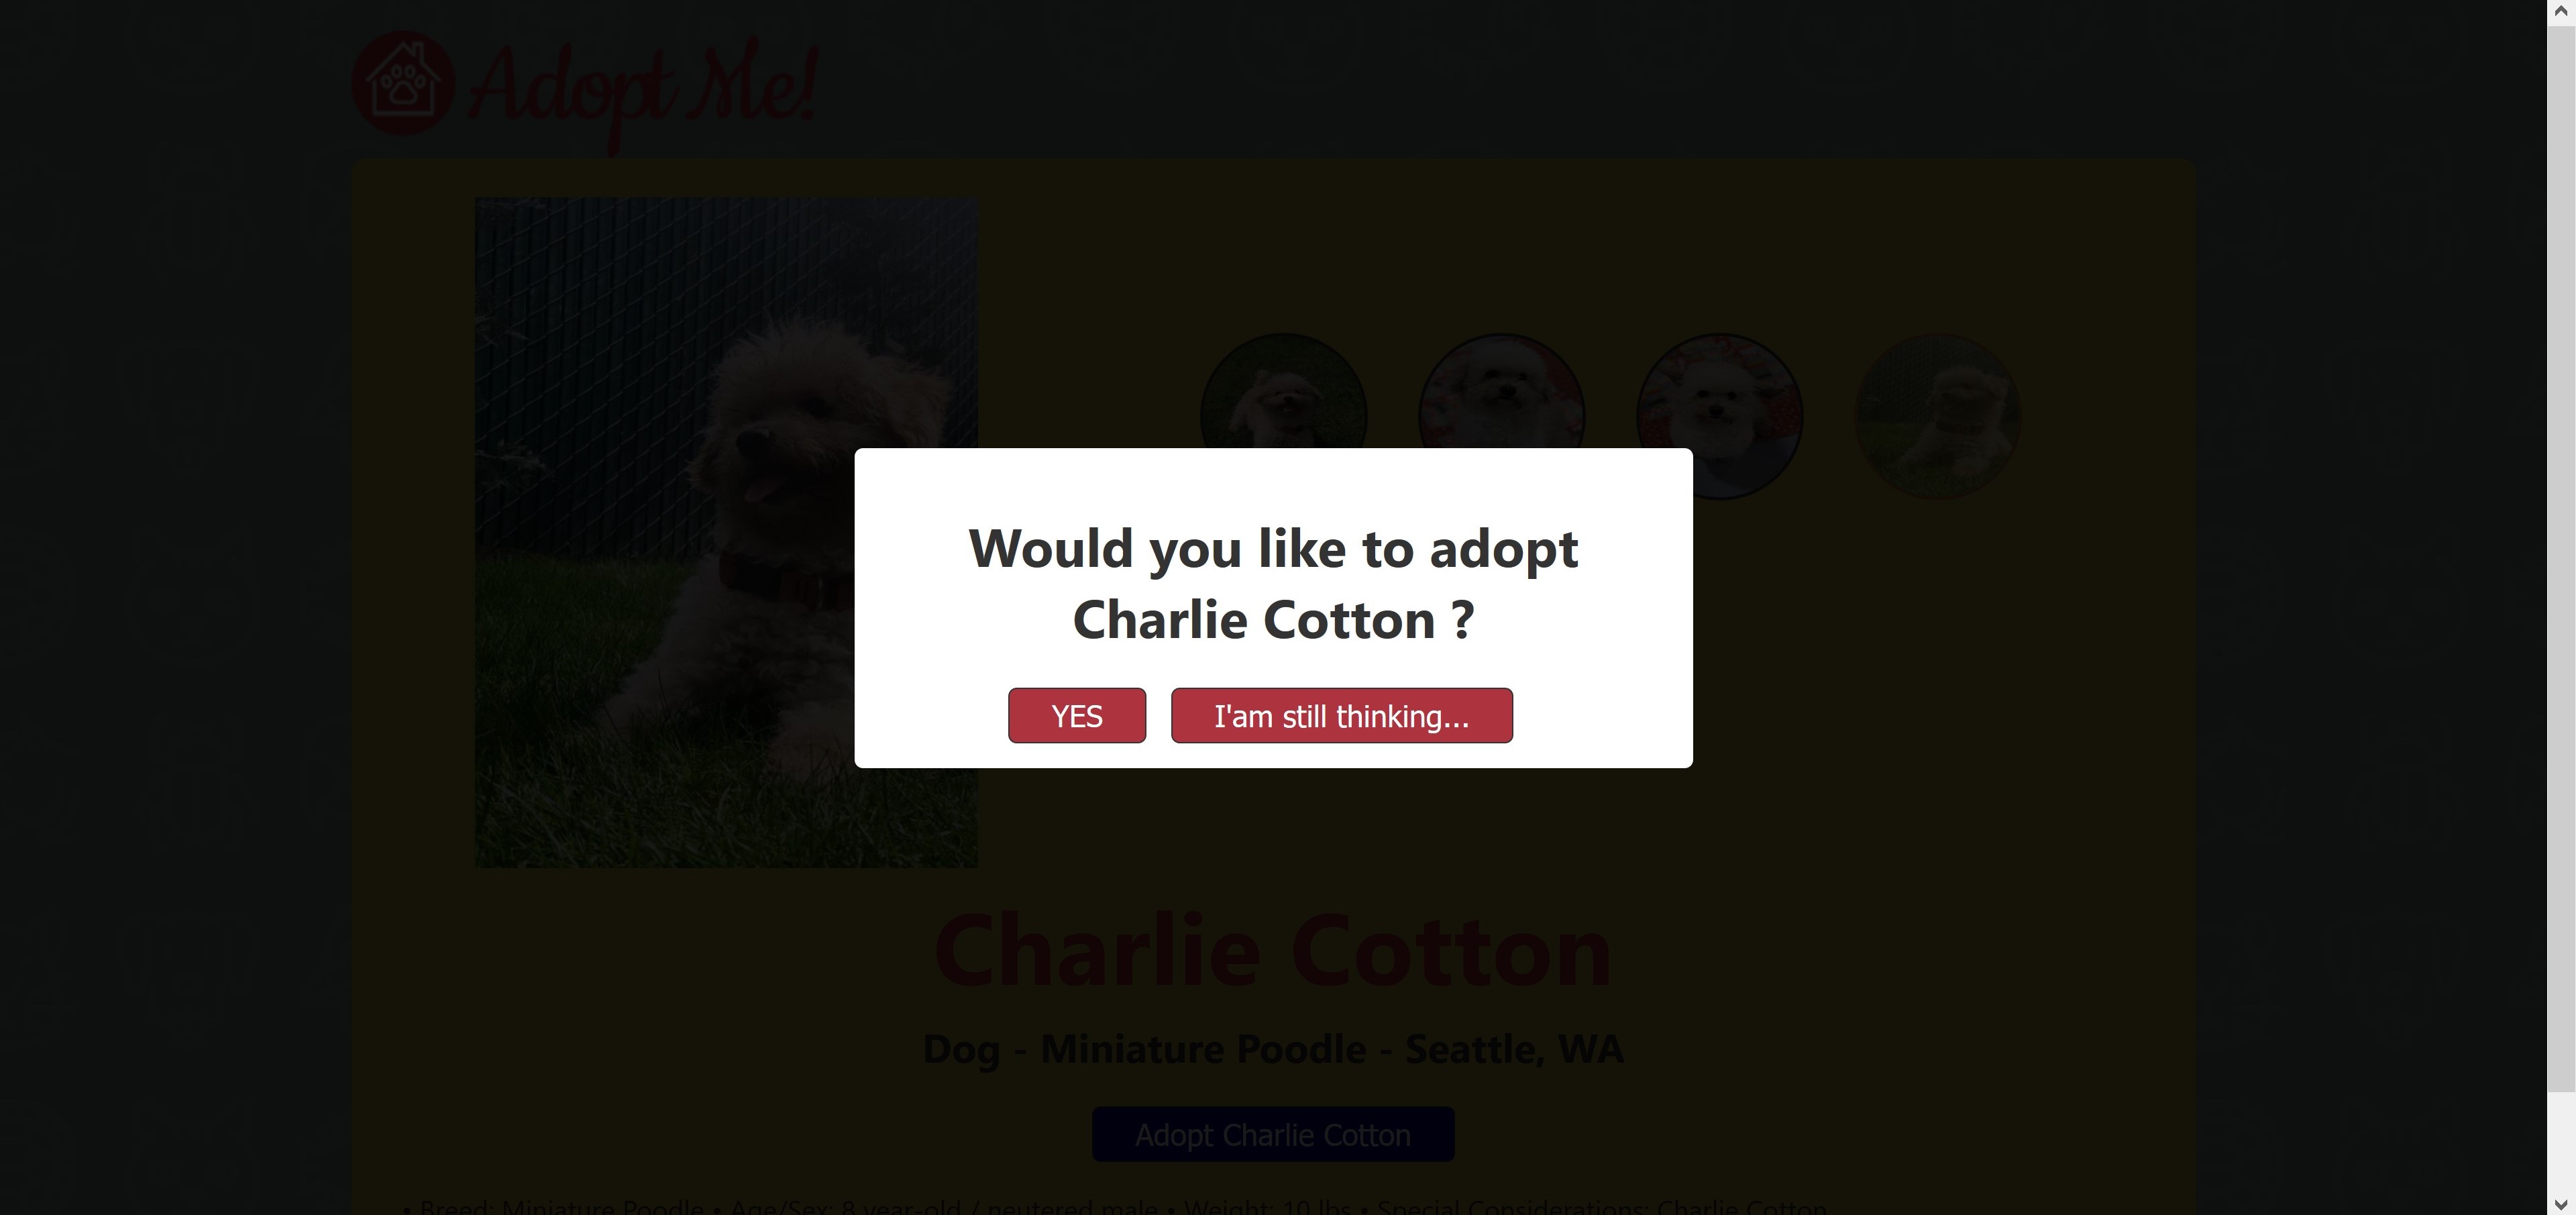 Adopt Me!
Would you like to adopt
Charlie Cotton ?
YES
I'am still thinking...
Charlie Cotton
Dog - Miniature Poodle - Seattle, WA
Adopt Charlie Cotton
• Breed: Miniature Poodle • Age/Sex: 8 year-old / neutered male • Weight: 10 lbs • Special Considerations: Charlie Cotton